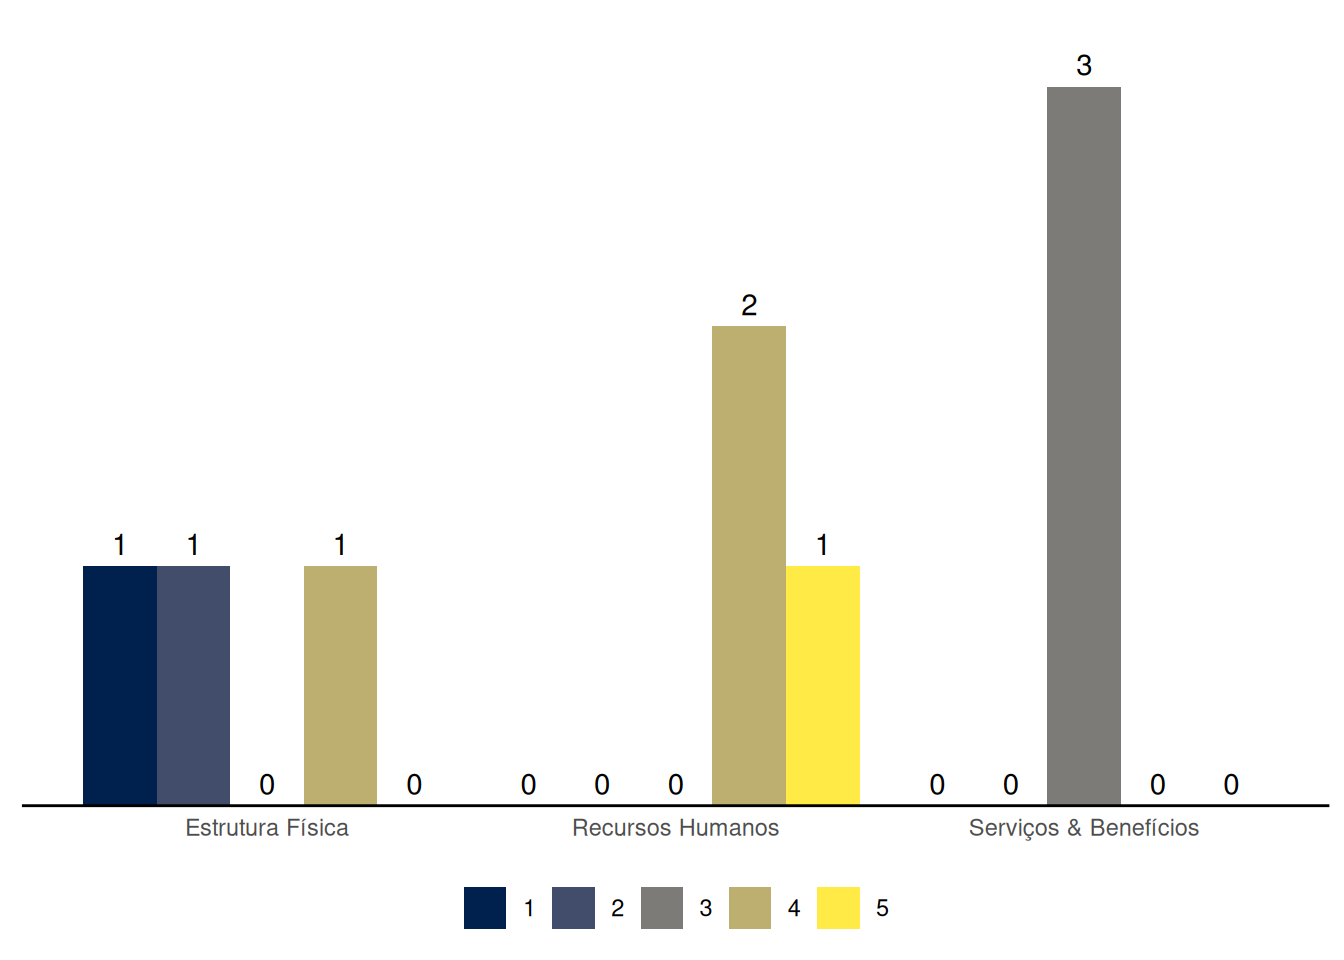 3
2
1 1 1 1
0 0 0 0 0 0 0 0 0
Estrutura Física Recursos Humanos Serviços & Benefícios
1 2 3 4 5